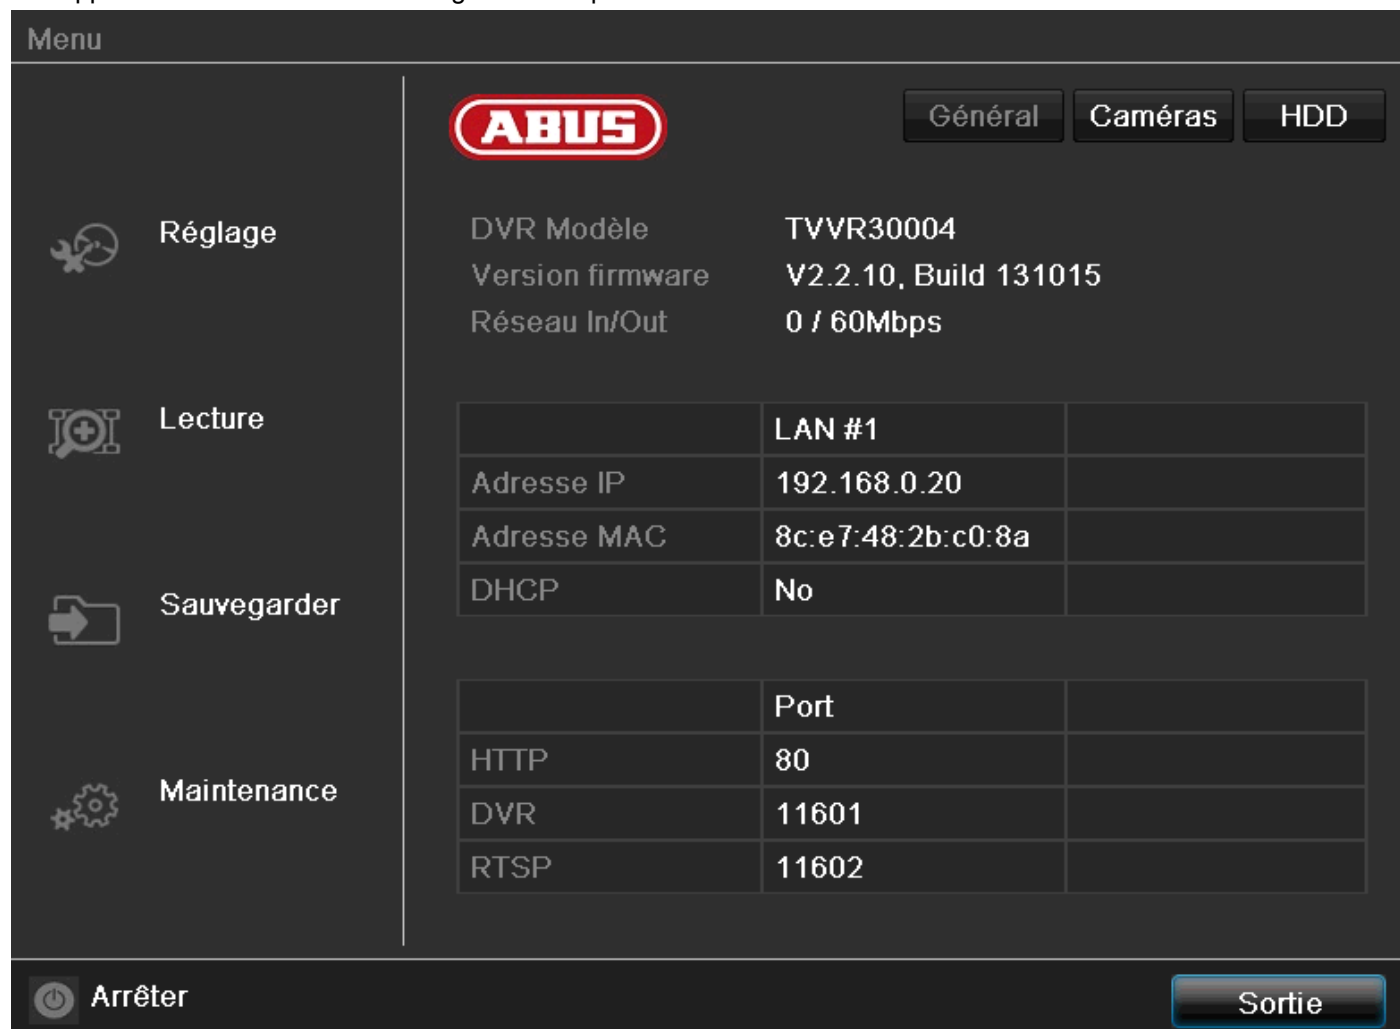 Menu
ABUS
Général Caméras HDD
Réglage
Lecture
Sauvegarder
Maintenance
DVR Modèle TVVR30004
Version firmware V2.2.10, Build 131015
Réseau In/Out 0 / 60Mbps
LAN #1
Adresse IP 192.168.0.20
Adresse MAC 8c:e7:48:2b:c0:8a
DHCP No
Port
HTTP 80
DVR 11601
RTSP 11602
Arrêter Sortie